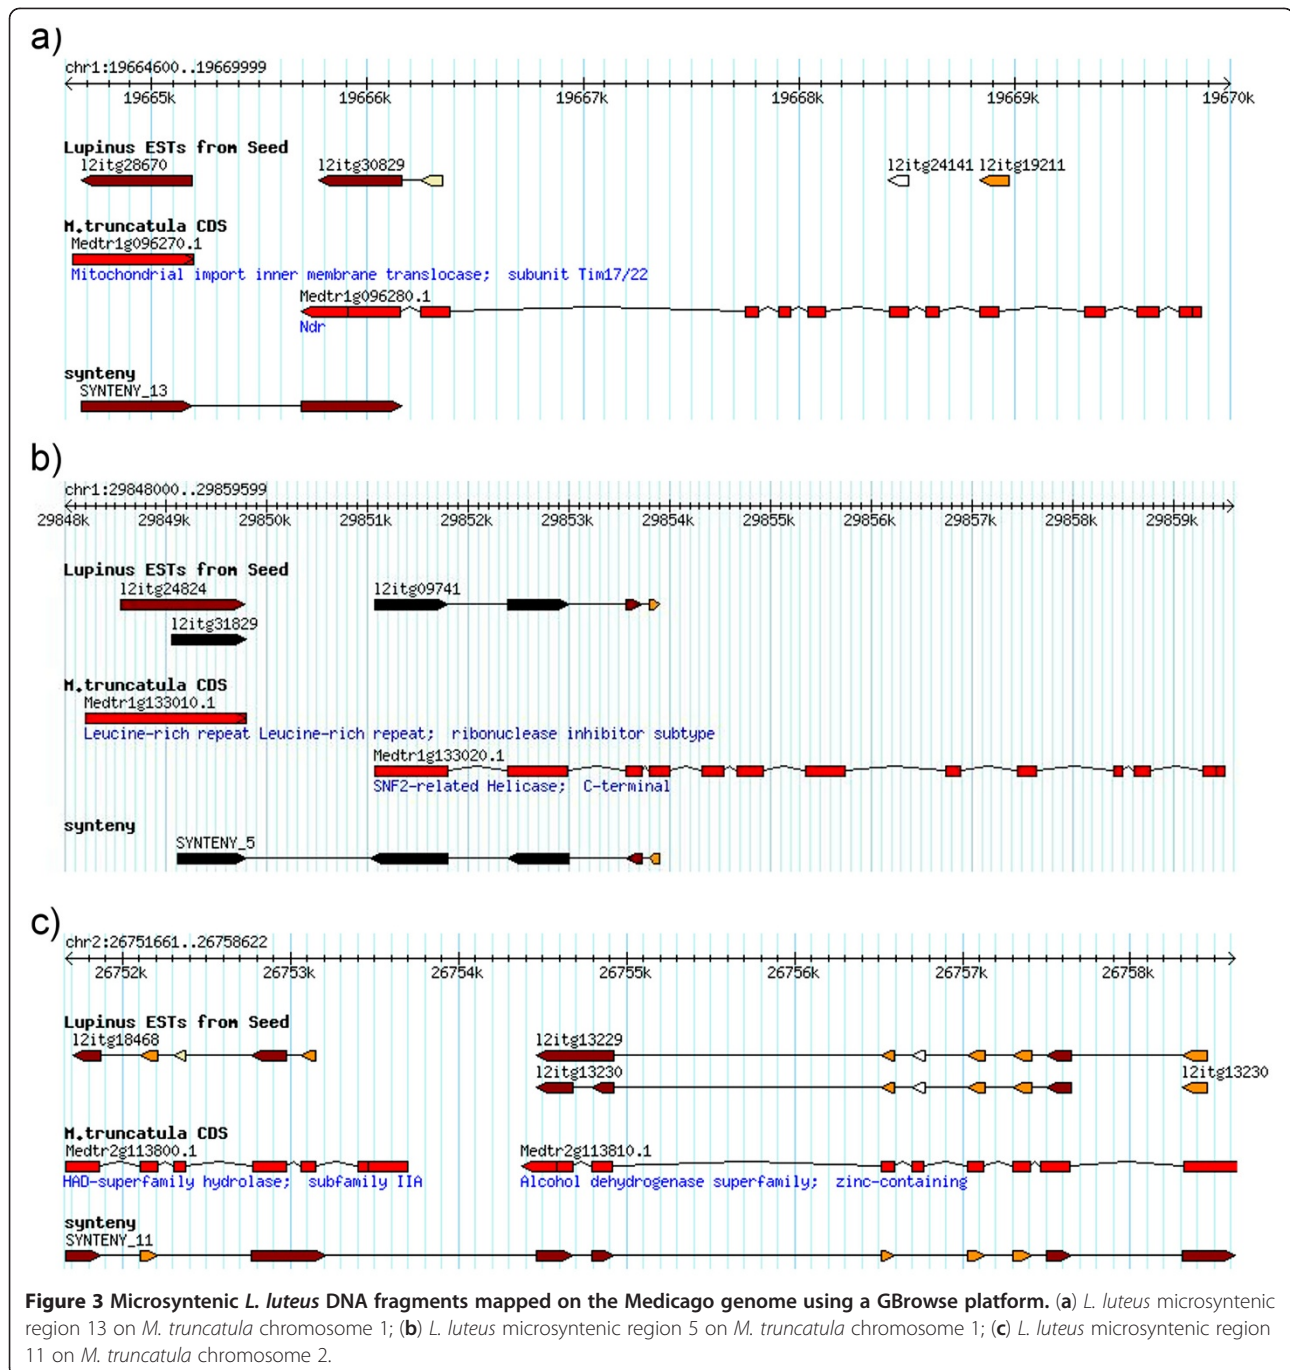 a)
chr1:19664600..19669999
19665k 19666k 19667k 19668k 19669k 19670k
Lupinus ESTs from Seed
l2itg28670 l2itg30829 l2itg24141 l2itg19211
M.truncatula CDS
Medtr1g096270.1
Mitochondrial import inner membrane translocase; subunit Tim17/22
Medtr1g096280.1
Ndr
synteny
SYNTENY_13
b)
chr1:29848000..29859599
29848k 29849k 29850k 29851k 29852k 29853k 29854k 29855k 29856k 29857k 29858k 29859k
Lupinus ESTs from Seed
l2itg24824 l2itg09741
l2itg31829
M.truncatula CDS
Medtr1g133010.1
Leucine-rich repeat Leucine-rich repeat; ribonuclease inhibitor subtype
Medtr1g133020.1
SNF2-related Helicase; C-terminal
synteny
SYNTENY_5
c)
chr2:26751661..26758622
26752k 26753k 26754k 26755k 26756k 26757k 26758k
Lupinus ESTs from Seed
l2itg18468 l2itg13229
l2itg13230 l2itg13230
M.truncatula CDS
Medtr2g113800.1 Medtr2g113810.1
HAD-superfamily hydrolase; subfamily IIA Alcohol dehydrogenase superfamily; zinc-containing
synteny
SYNTENY_11
Figure 3 Microsyntenic L. luteus DNA fragments mapped on the Medicago genome using a GBrowse platform. (a) L. luteus microsyntenic
region 13 on M. truncatula chromosome 1; (b) L. luteus microsyntenic region 5 on M. truncatula chromosome 1; (c) L. luteus microsyntenic region
11 on M. truncatula chromosome 2.